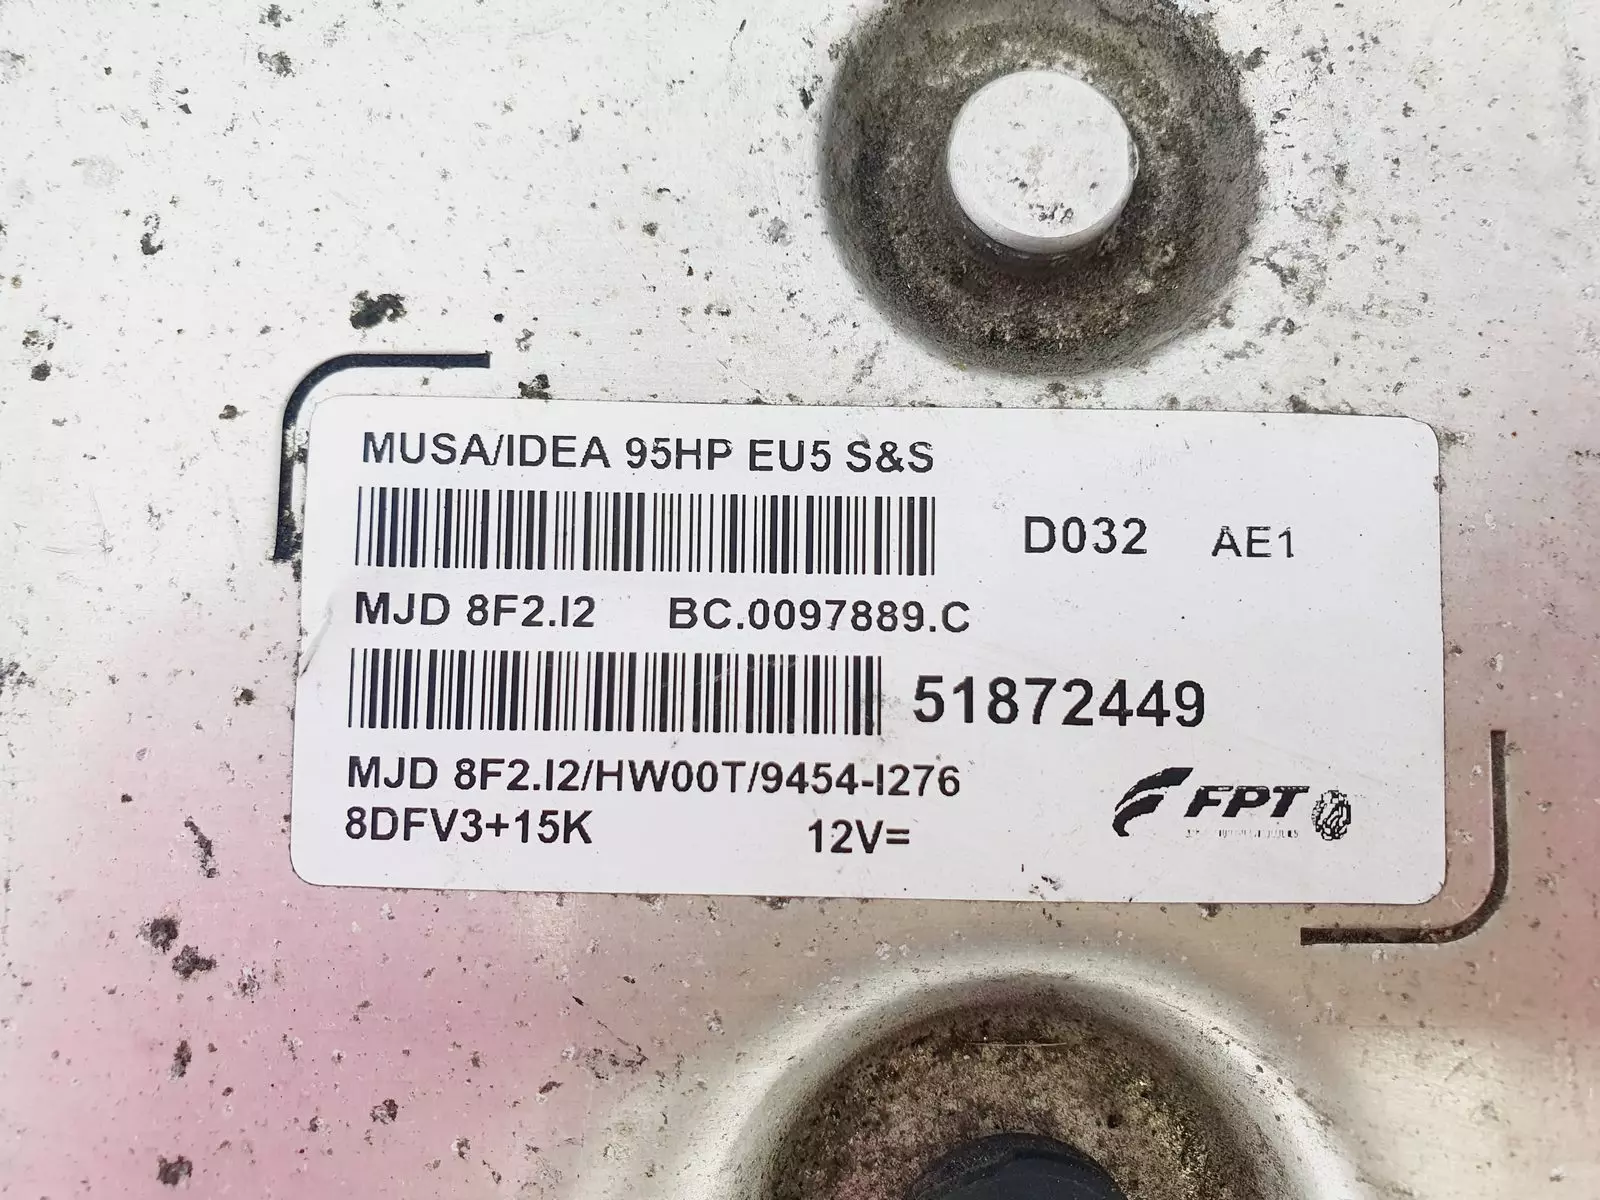 MUSA/IDEA 95HP EU5 S&S
D032 AE1
MJD 8F2.I2 BC.0097889.C
51872449
MJD 8F2.I2/HW00T/9454-I276
8DFV3+15K 12V=
FPT